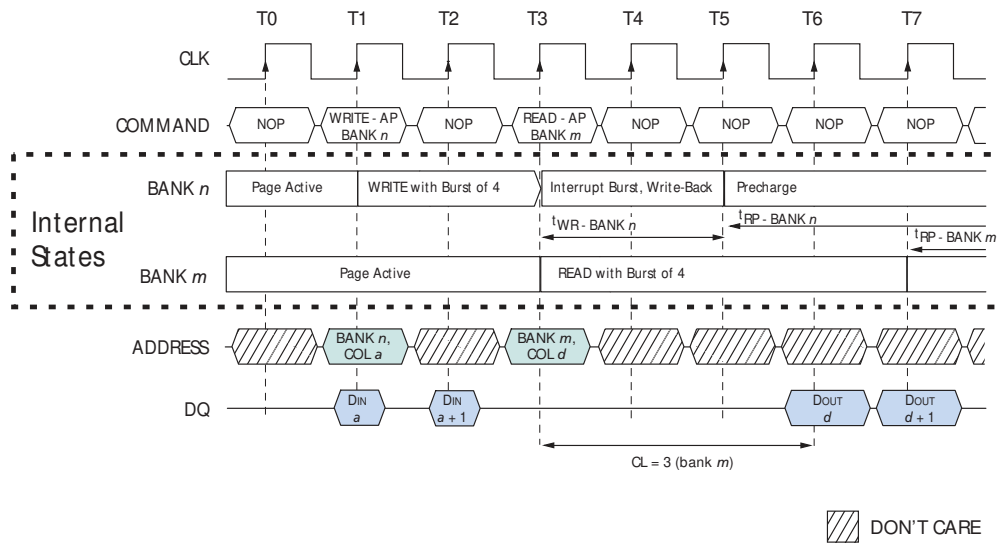 T0 T1 T2 T3 T4 T5 T6 T7
CLK
COMMAND
NOP
WRITE - AP
BANK n
NOP
READ - AP
BANK m
NOP
NOP
NOP
NOP
Internal
States
BANK n
Page Active
WRITE with Burst of 4
Interrupt Burst, Write-Back
Precharge
tWR - BANK n
tRP - BANK n
tRP - BANK m
BANK m
Page Active
READ with Burst of 4
ADDRESS
BANK n,
COL a
BANK m,
COL d
DQ
DIN
a
DIN
a + 1
DOUT
d
DOUT
d + 1
CL = 3 (bank m)
DON'T CARE